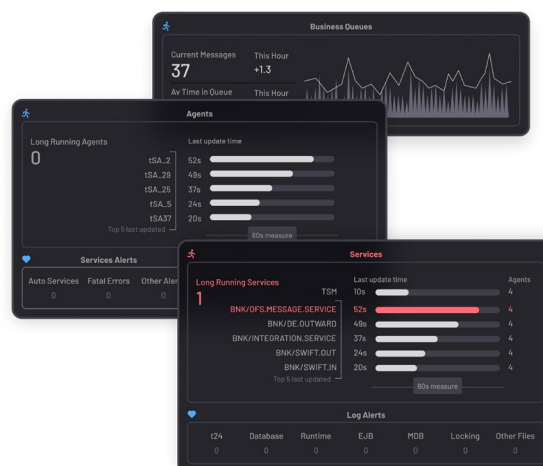 Business Queues
Current Messages This Hour
37 +1.3
Av Time in Queue This Hour
Agents
Long Running Agents Last update time
0
tSA_2 52s
tSA_29 49s
tSA_25 37s
tSA_5 24s
tSA37 20s
Top 5 last updated
60s measure
Services Alerts
Auto Services Fatal Errors Other Aler
0 0 0
Services
Long Running Services Last update time Agents
1
TSM 10s 4
BNK/OFS.MESSAGE.SERVICE 52s 4
BNK/DE.OUTWARD 49s 4
BNK/INTEGRATION.SERVICE 37s 4
BNK/SWIFT.OUT 24s 4
BNK/SWIFT.IN 20s 4
Top 5 last updated
60s measure
Log Alerts
t24 Database Runtime EJB MDB Locking Other Files
0 0 0 0 0 0 0